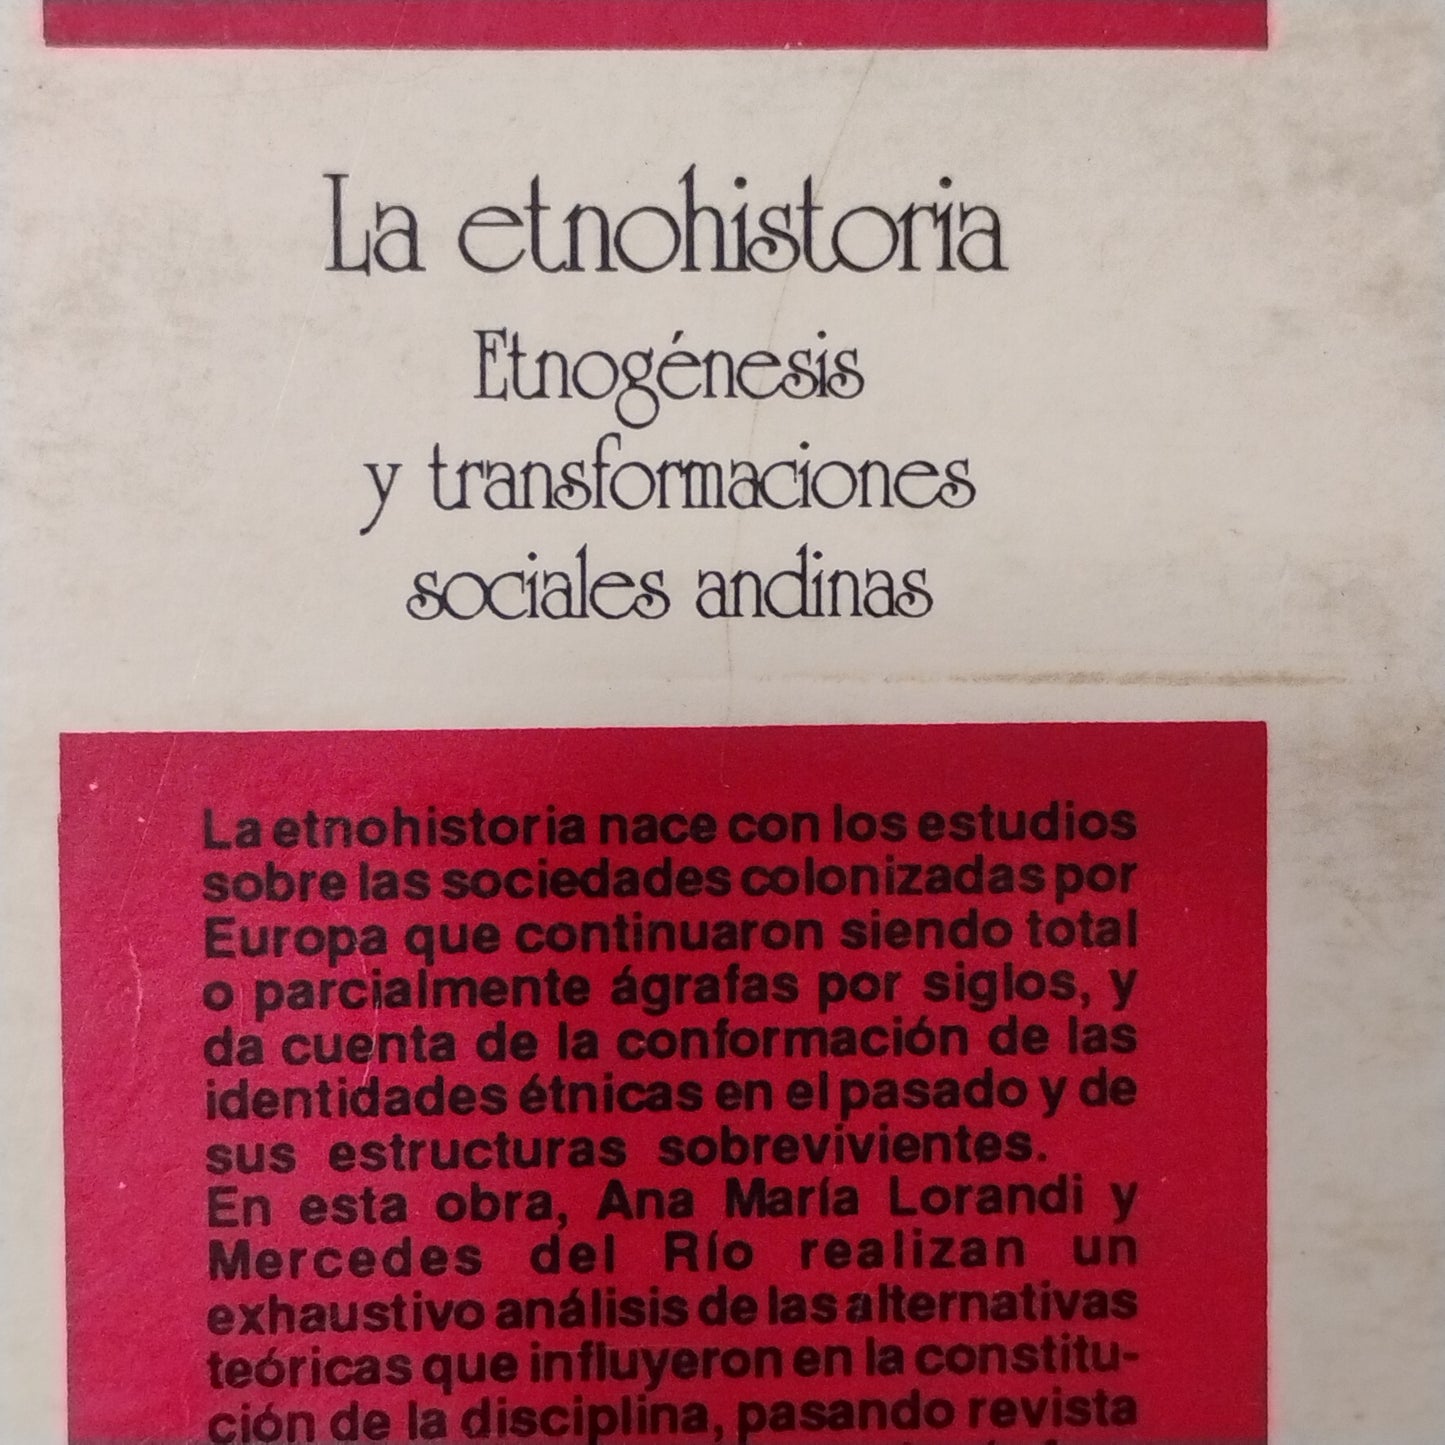 La etnohistoria
Etnogénesis
y transformaciones
sociales andinas
La etnohistoria nace con los estudios
sobre las sociedades colonizadas por
Europa que continuaron siendo total
o parcialmente ágrafas por siglos, y
da cuenta de la conformación de las
identidades étnicas en el pasado y de
sus estructuras sobrevivientes.
En esta obra, Ana María Lorandi y
Mercedes del Río realizan un
exhaustivo análisis de las alternativas
teóricas que influyeron en la constitu-
ción de la disciplina, pasando revista